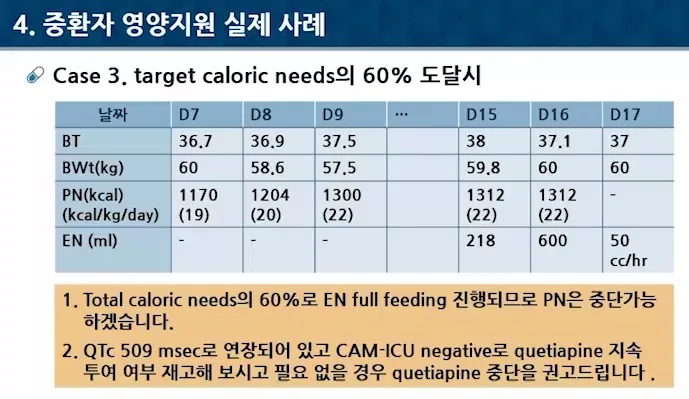 4. 중환자 영양지원 실제 사례
Case 3. target caloric needs의 60% 도달시
날짜 D7 D8 D9 ... D15 D16 D17
BT 36.7 36.9 37.5 38 37.1 37
BWt(kg) 60 58.6 57.5 59.8 60 60
PN(kcal) 1170 1204 1300 1312 1312 -
(kcal/kg/day) (19) (20) (22) (22) (22)
EN (ml) - - - 218 600 50
cc/hr
1. Total caloric needs의 60%로 EN full feeding 진행되므로 PN은 중단가능
하겠습니다.
2. QTc 509 msec로 연장되어 있고 CAM-ICU negative로 quetiapine 지속
투여 여부 재고해 보시고 필요 없을 경우 quetiapine 중단을 권고드립니다 .